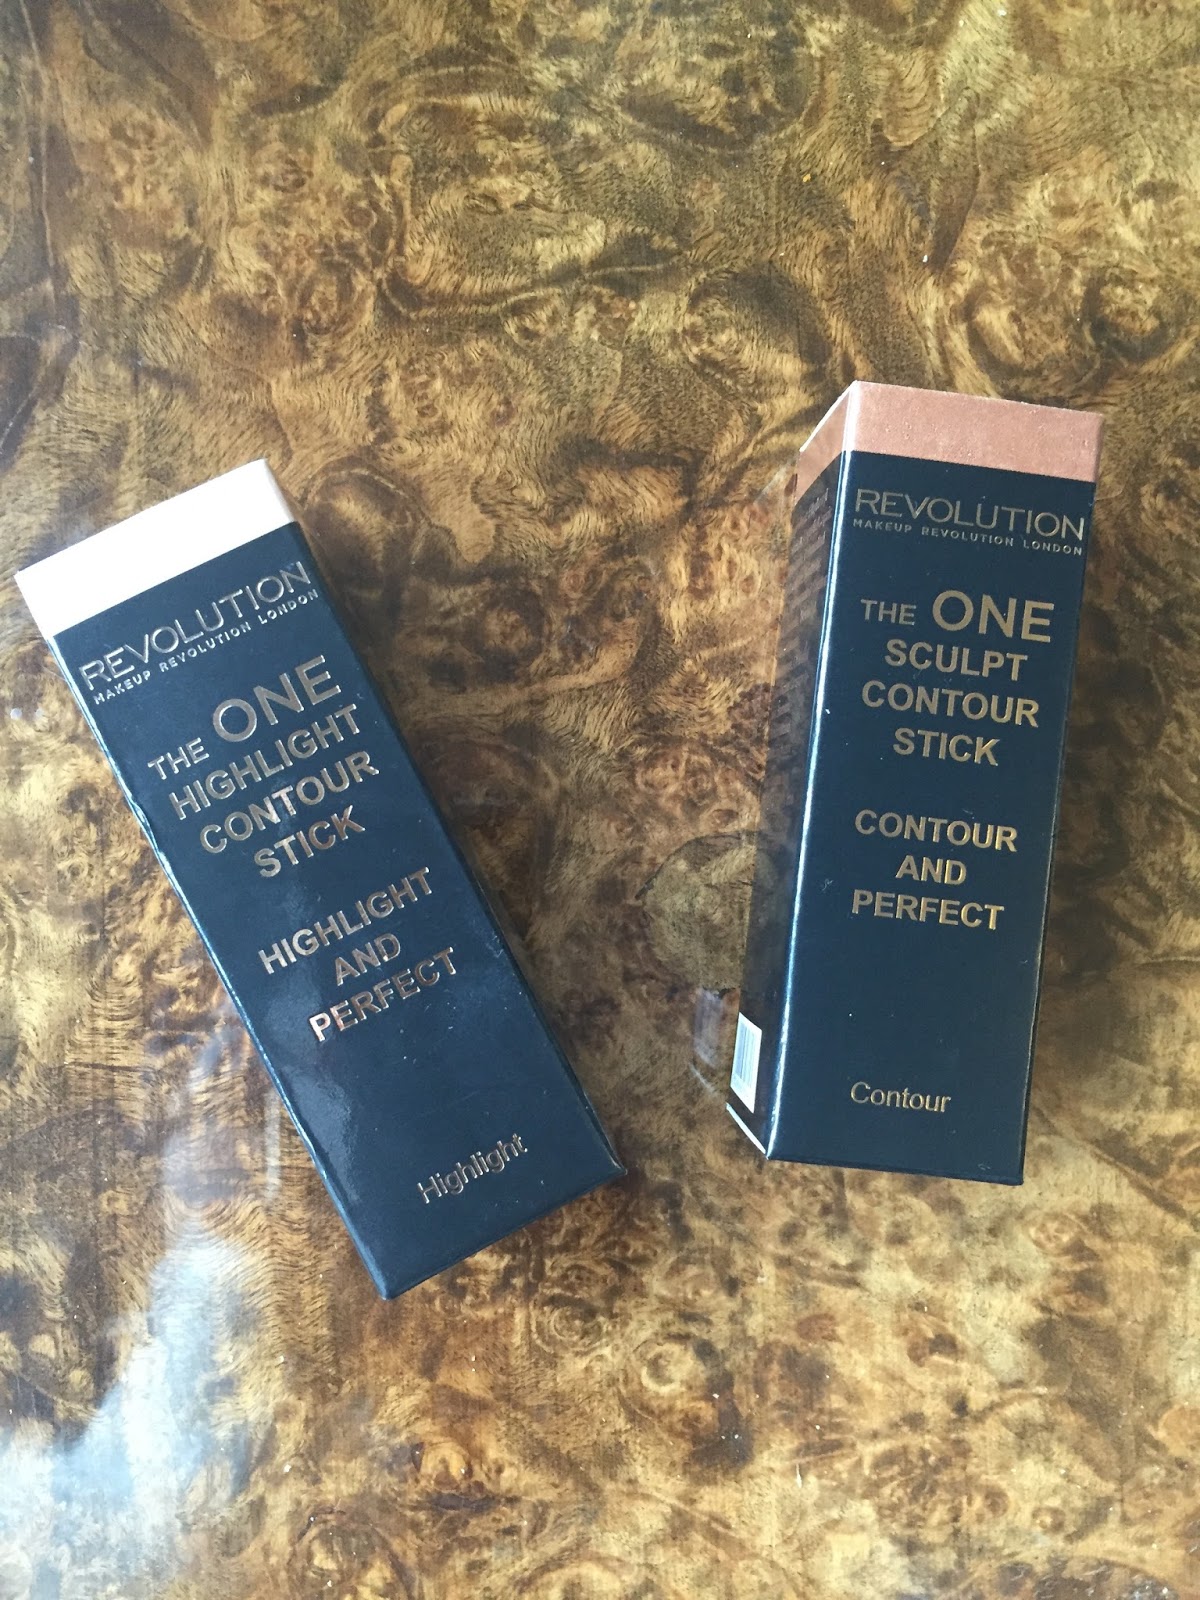 REVOLUTION
MAKEUP REVOLUTION LONDON
THE ONE
HIGHLIGHT
CONTOUR
STICK
HIGHLIGHT
AND
PERFECT
Highlight
REVOLUTION
MAKEUP REVOLUTION LONDON
THE ONE
SCULPT
CONTOUR
STICK
CONTOUR
AND
PERFECT
Contour